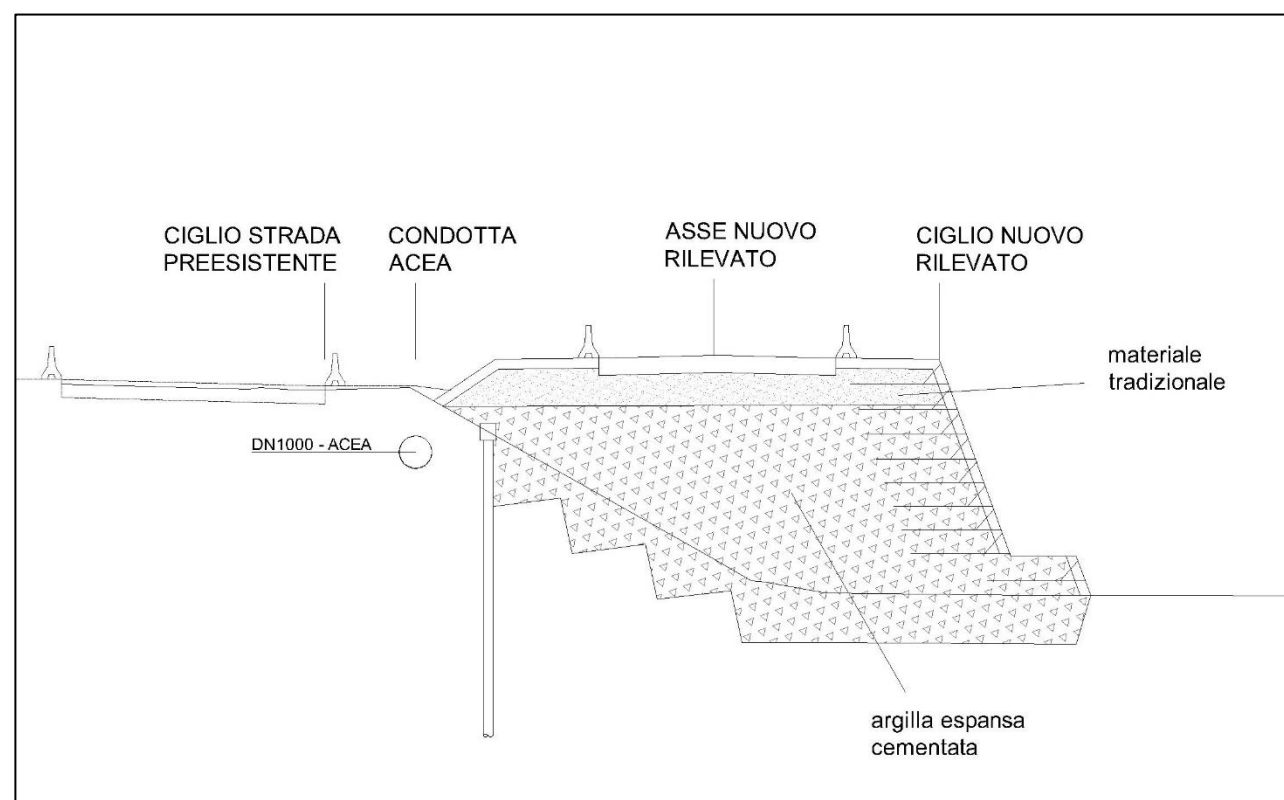 CIGLIO STRADA
PREESISTENTE
CONDOTTA
ACEA
ASSE NUOVO
RILEVATO
CIGLIO NUOVO
RILEVATO
materiale
tradizionale
DN1000 - ACEA
argilla espansa
cementata